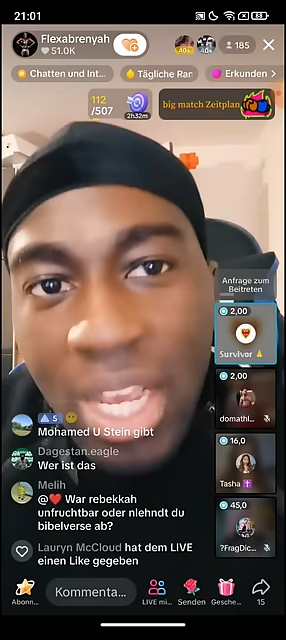 21:01
53
Flexabrenyah
51.0K
40+
40+
185
Chatten und Int...
Tägliche Ran
Erkunden >
112
/507
2h32m
big match Zeitplan
Anfrage zum
Beitreten
2,00
Survivor
2,00
domathl...
16,0
Tasha ✝️
45,0
?FragDic...
5
Mohamed U Stein gibt
Dagestan.eagle
Wer ist das
Melih
@❤️ War rebekkah
unfruchtbar oder niehndt du
bibelverse ab?
Lauryn McCloud hat dem LIVE
einen Like gegeben
Abonn...
Kommenta...
LIVE mi...
Senden
Gesche...
15